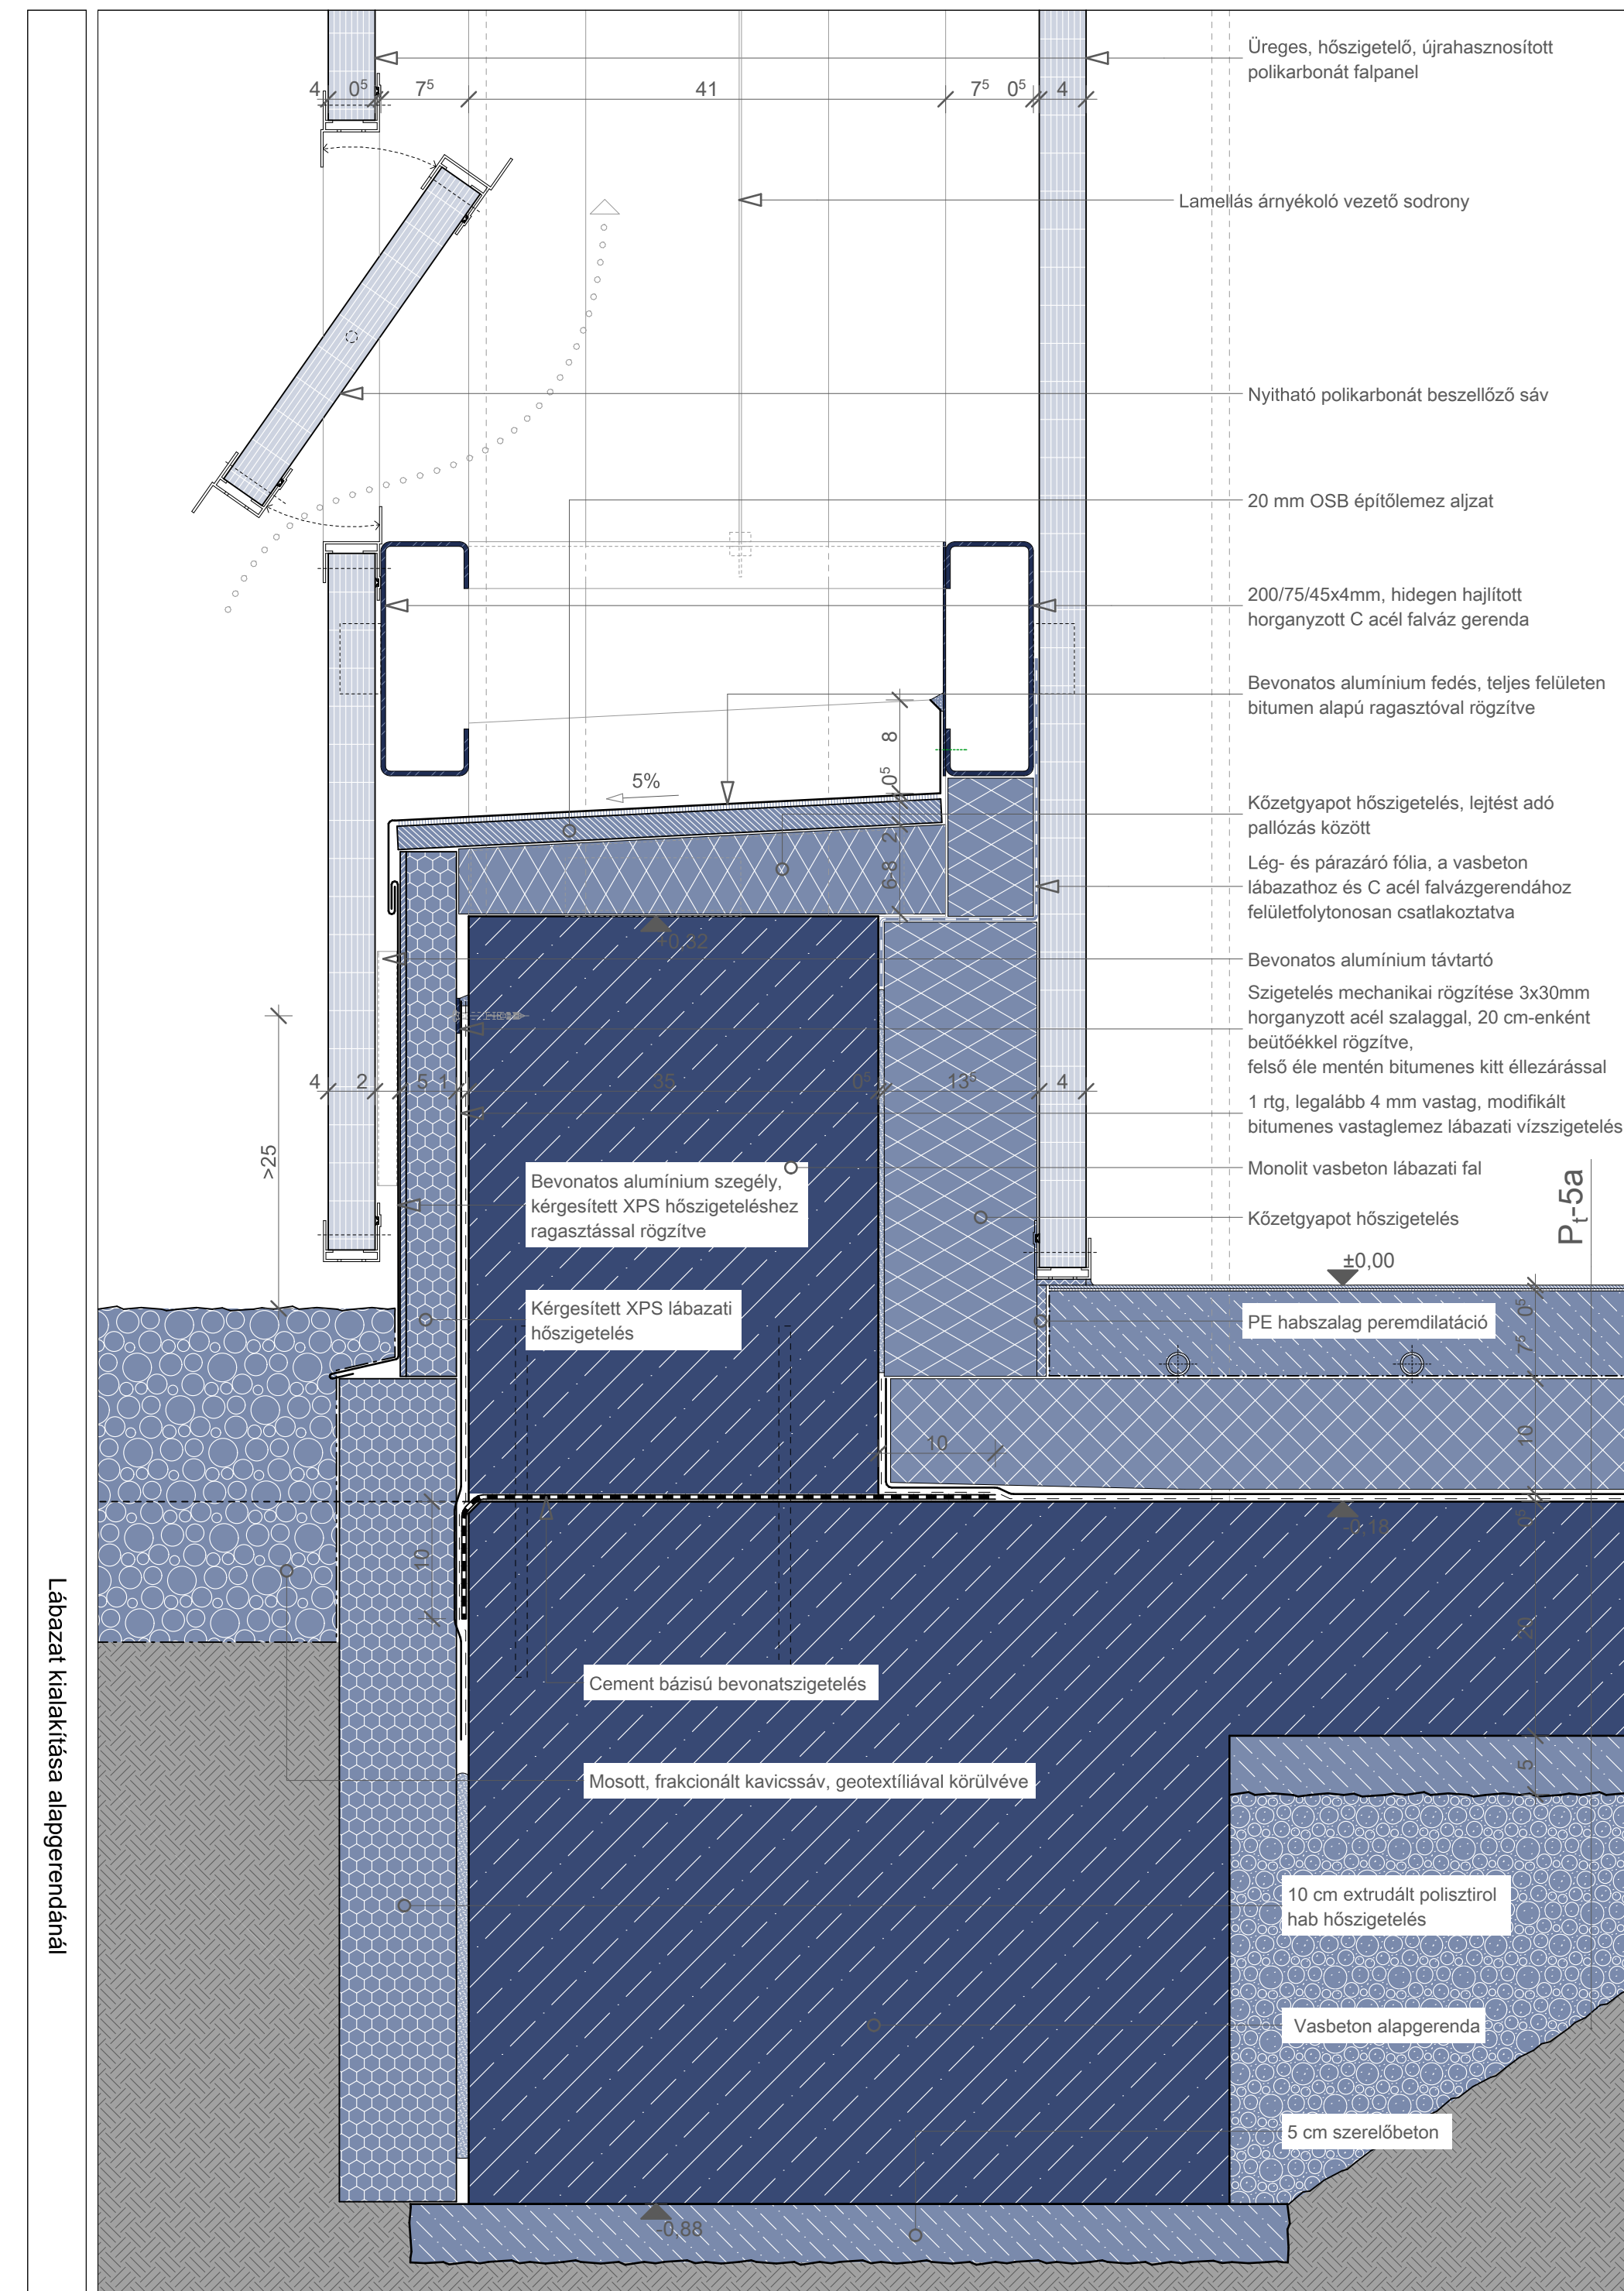 Üreges, hőszigetelő, újrahasznosított
polikarbonát falpanel
4 0⁵ 7⁵ 41 7⁵ 0⁵ 4
Lamellás árnyékoló vezető sodrony
Nyitható polikarbonát beszellőző sáv
20 mm OSB építőlemez aljzat
200/75/45x4mm, hidegen hajlított
horganyzott C acél falváz gerenda
Bevonatos alumínium fedés, teljes felületen
bitumen alapú ragasztóval rögzítve
8
0⁵
5%
2
6-8
Kőzetgyapot hőszigetelés, lejtést adó
pallózás között
Lég- és párazáró fólia, a vasbeton
lábazathoz és C acél falvázgerendához
felületfolytonosan csatlakoztatva
+0,32
Bevonatos alumínium távtartó
Szigetelés mechanikai rögzítése 3x30mm
horganyzott acél szalaggal, 20 cm-enként
beütőékkel rögzítve,
felső éle mentén bitumenes kitt éllezárással
4 2 5 1 35 0⁵ 13⁵ 4
1 rtg, legalább 4 mm vastag, modifikált
bitumenes vastaglemez lábazati vízszigetelés
>25
Monolit vasbeton lábazati fal
Bevonatos alumínium szegély,
kérgesített XPS hőszigeteléshez
ragasztással rögzítve
Kőzetgyapot hőszigetelés
Pt-5a
±0,00
Kérgesített XPS lábazati
hőszigetelés
PE habszalag peremdilatáció
0⁵
7⁵
10
10
-0,18
0⁵
10
20
Cement bázisú bevonatszigetelés
5
Mosott, frakcionált kavicssáv, geotextíliával körülvéve
10 cm extrudált polisztirol
hab hőszigetelés
Vasbeton alapgerenda
5 cm szerelőbeton
-0,88
Lábazat kialakítása alapgerendánál